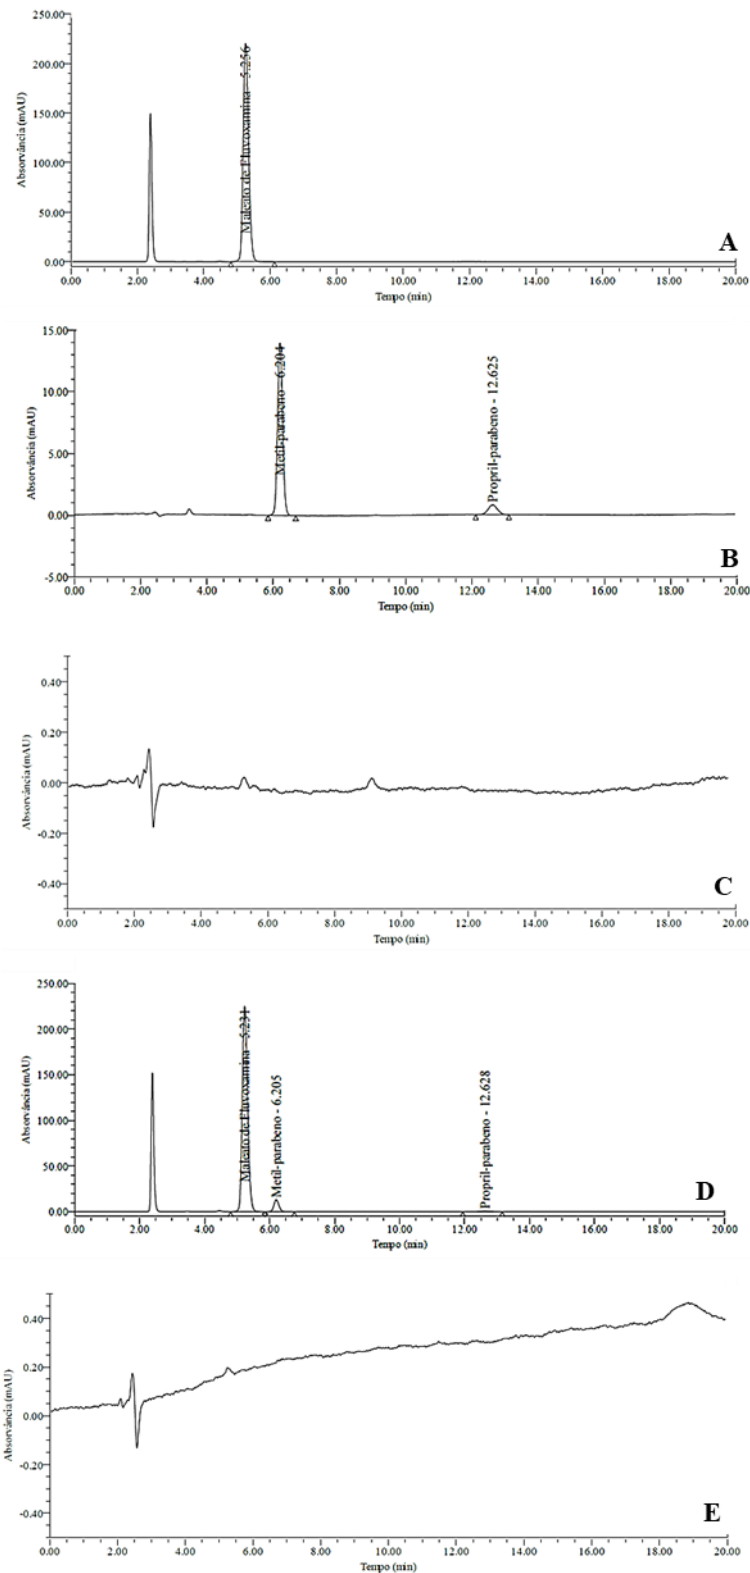 250.00
200.00
150.00
100.00
50.00
0.00
Absorvância (mAU)
Maleato de Fluvoxamina - 5.256
A
0.00 2.00 4.00 6.00 8.00 10.00 12.00 14.00 16.00 18.00 20.00
Tempo (min)
15.00
10.00
5.00
0.00
-5.00
Absorvância (mAU)
Metil-parabeno - 6.204
Propril-parabeno - 12.625
B
0.00 2.00 4.00 6.00 8.00 10.00 12.00 14.00 16.00 18.00 20.00
Tempo (min)
0.40
0.20
0.00
-0.20
-0.40
Absorvância (mAU)
C
0.00 2.00 4.00 6.00 8.00 10.00 12.00 14.00 16.00 18.00 20.00
Tempo (min)
250.00
200.00
150.00
100.00
50.00
0.00
Absorvância (mAU)
Maleato de Fluvoxamina - 5.231
Metil-parabeno - 6.205
Propril-parabeno - 12.628
D
0.00 2.00 4.00 6.00 8.00 10.00 12.00 14.00 16.00 18.00 20.00
Tempo (min)
0.40
0.20
0.00
-0.20
-0.40
Absorvância (mAU)
E
0.00 2.00 4.00 6.00 8.00 10.00 12.00 14.00 16.00 18.00 20.00
Tempo (min)